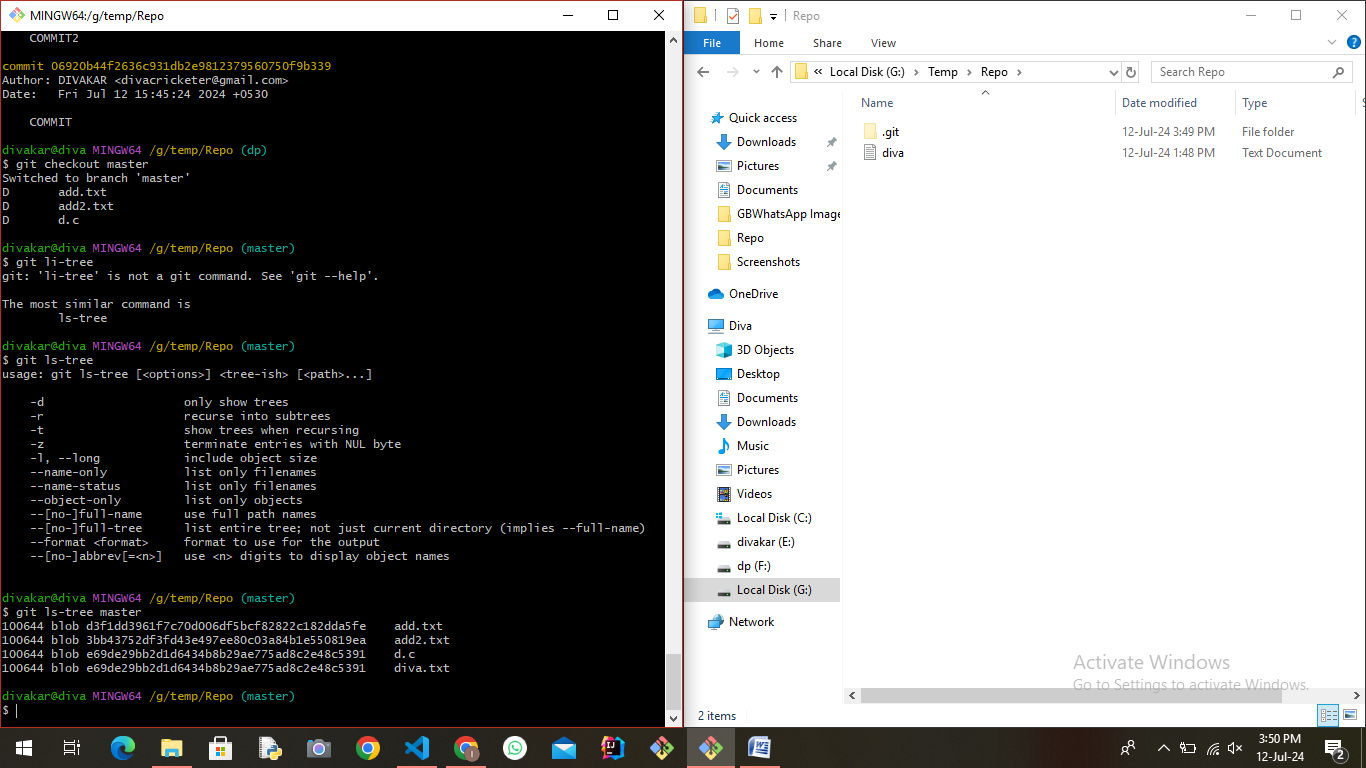 MINGW64:/g/temp/Repo
COMMIT2
commit 06920b44f2636c931db2e9812379560750f9b339
Author: DIVAKAR <divacricketer@gmail.com>
Date:   Fri Jul 12 15:45:24 2024 +0530
COMMIT
divakar@diva MINGW64 /g/temp/Repo (dp)
$ git checkout master
Switched to branch 'master'
D       add.txt
D       add2.txt
D       d.c
divakar@diva MINGW64 /g/temp/Repo (master)
$ git li-tree
git: 'li-tree' is not a git command. See 'git --help'.
The most similar command is
ls-tree
divakar@diva MINGW64 /g/temp/Repo (master)
$ git ls-tree
usage: git ls-tree [<options>] <tree-ish> [<path>...]
-d                    only show trees
-r                    recurse into subtrees
-t                    show trees when recursing
-z                    terminate entries with NUL byte
-l, --long            include object size
--name-only           list only filenames
--name-status         list only filenames
--object-only         list only objects
--[no-]full-name      use full path names
--[no-]full-tree      list entire tree; not just current directory (implies --full-name)
--format <format>     format to use for the output
--[no-]abbrev[=<n>]   use <n> digits to display object names
divakar@diva MINGW64 /g/temp/Repo (master)
$ git ls-tree master
100644 blob d3f1dd3961f7c70d006df5bcf82822c182dda5fe    add.txt
100644 blob 3bb43752df3fd43e497ee80c03a84b1e550819ea    add2.txt
100644 blob e69de29bb2d1d6434b8b29ae775ad8c2e48c5391    d.c
100644 blob e69de29bb2d1d6434b8b29ae775ad8c2e48c5391    diva.txt
divakar@diva MINGW64 /g/temp/Repo (master)
$
Repo
File Home Share View
« Local Disk (G:) > Temp > Repo >
Search Repo
Name Date modified Type
.git 12-Jul-24 3:49 PM File folder
diva 12-Jul-24 1:48 PM Text Document
Quick access
Downloads
Pictures
Documents
GBWhatsApp Image
Repo
Screenshots
OneDrive
Diva
3D Objects
Desktop
Documents
Downloads
Music
Pictures
Videos
Local Disk (C:)
divakar (E:)
dp (F:)
Local Disk (G:)
Network
Activate Windows
Go to Settings to activate Windows.
2 items
3:50 PM
12-Jul-24
2